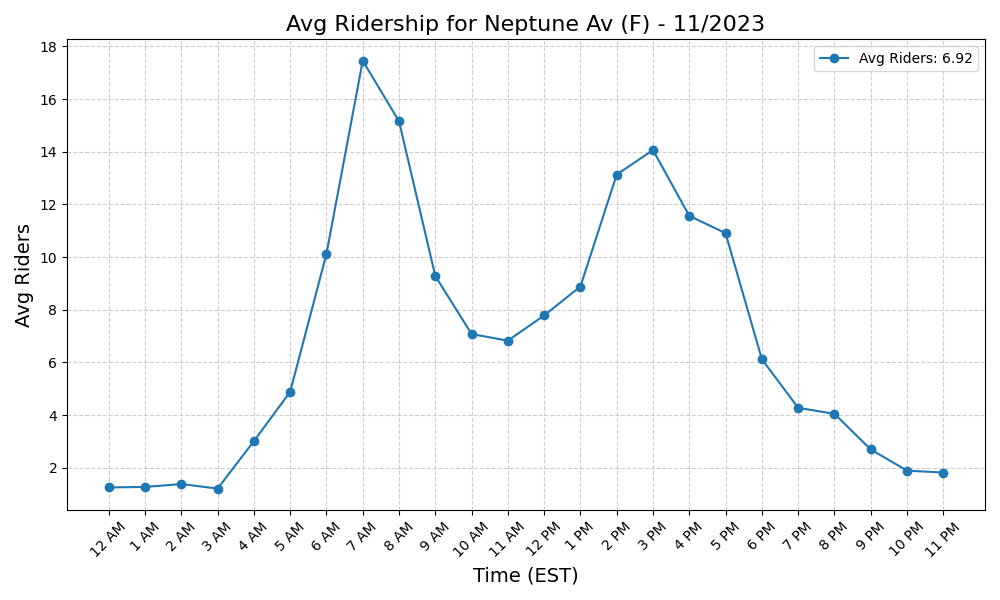 Avg Ridership for Neptune Av (F) - 11/2023
Avg Riders: 6.92
Avg Riders
18
16
14
12
10
8
6
4
2
12 AM
1 AM
2 AM
3 AM
4 AM
5 AM
6 AM
7 AM
8 AM
9 AM
10 AM
11 AM
12 PM
1 PM
2 PM
3 PM
4 PM
5 PM
6 PM
7 PM
8 PM
9 PM
10 PM
11 PM
Time (EST)